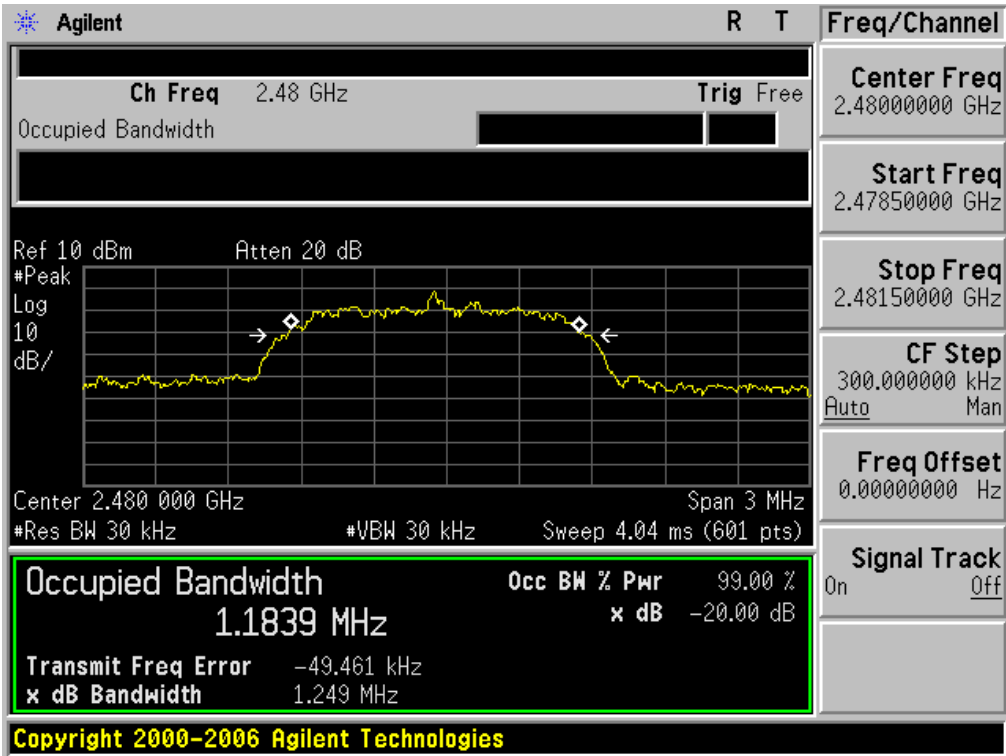 Agilent R T
Ch Freq 2.48 GHz Trig Free
Occupied Bandwidth
Ref 10 dBm Atten 20 dB
#Peak
Log
10
dB/
Center 2.480 000 GHz Span 3 MHz
#Res BW 30 kHz #VBW 30 kHz Sweep 4.04 ms (601 pts)
Occupied Bandwidth Occ BW % Pwr 99.00 %
1.1839 MHz x dB -20.00 dB
Transmit Freq Error -49.461 kHz
x dB Bandwidth 1.249 MHz
Copyright 2000-2006 Agilent Technologies
Freq/Channel
Center Freq
2.48000000 GHz
Start Freq
2.47850000 GHz
Stop Freq
2.48150000 GHz
CF Step
300.000000 kHz
Auto Man
Freq Offset
0.00000000 Hz
Signal Track
On Off